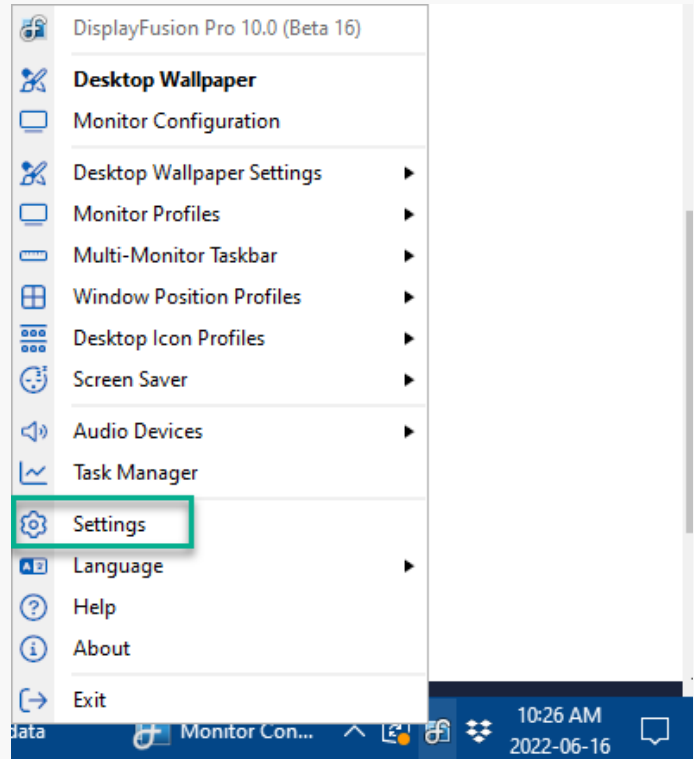 DisplayFusion Pro 10.0 (Beta 16)
Desktop Wallpaper
Monitor Configuration
Desktop Wallpaper Settings
Monitor Profiles
Multi-Monitor Taskbar
Window Position Profiles
Desktop Icon Profiles
Screen Saver
Audio Devices
Task Manager
Settings
Language
Help
About
Exit
data
Monitor Con...
10:26 AM
2022-06-16